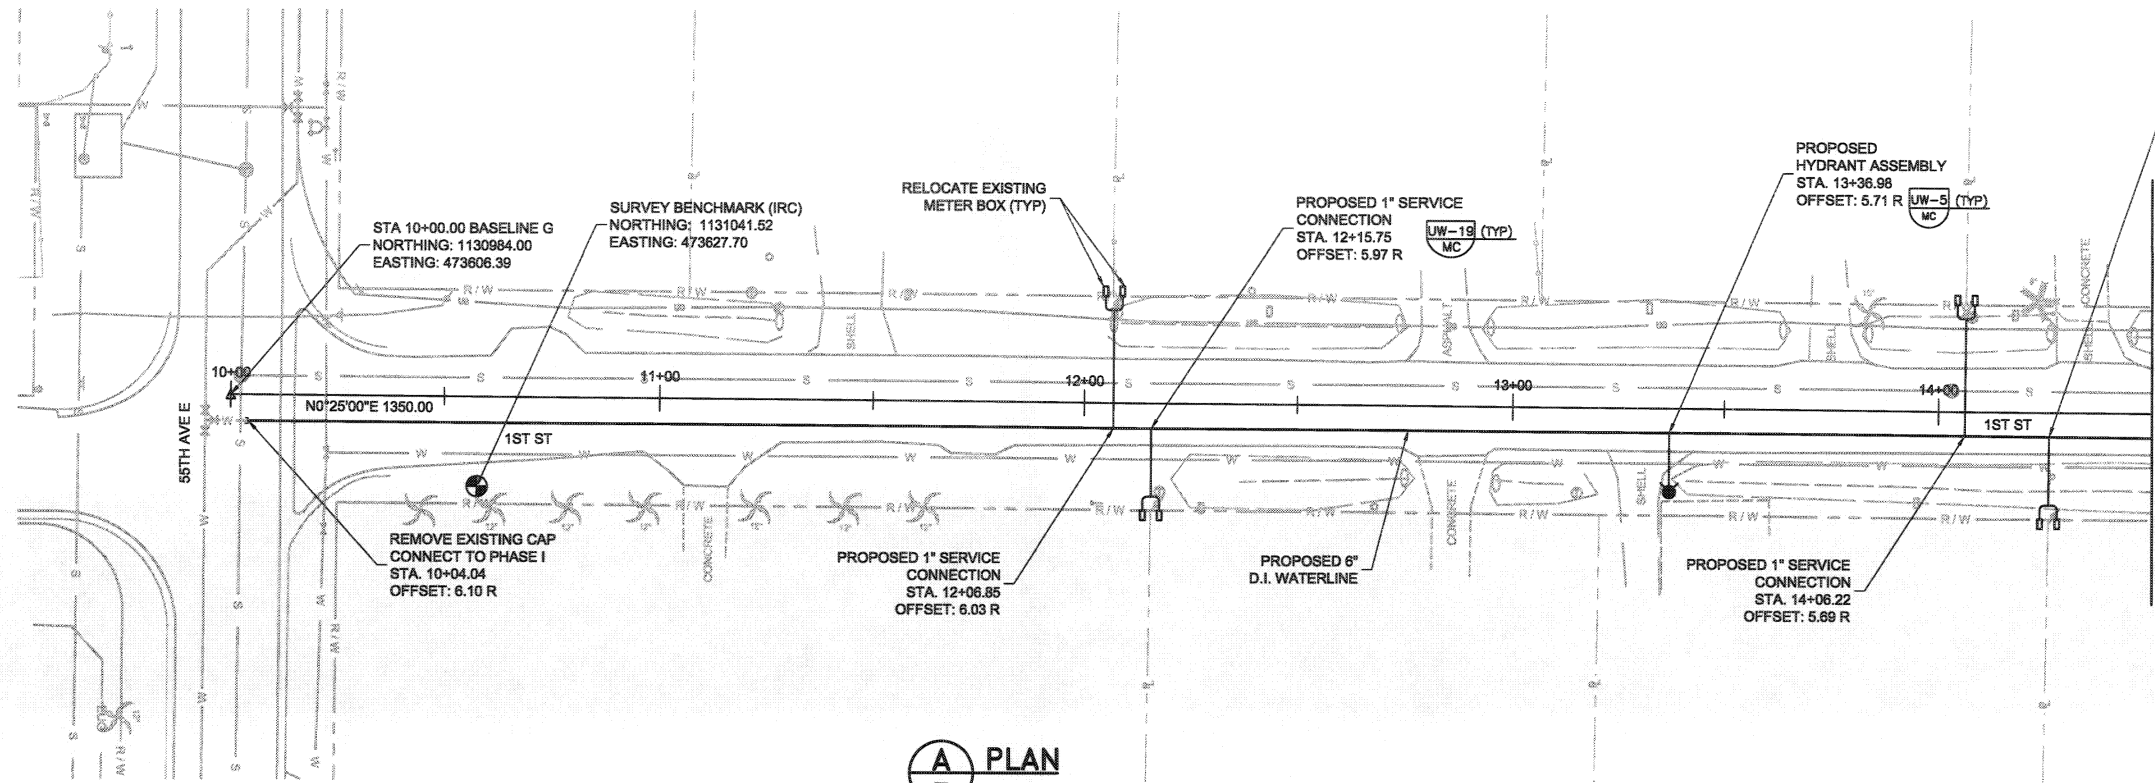 STA 10+00.00 BASELINE G
NORTHING: 1130984.00
EASTING: 473606.39
SURVEY BENCHMARK (IRC)
NORTHING: 1131041.52
EASTING: 473627.70
RELOCATE EXISTING
METER BOX (TYP)
PROPOSED 1" SERVICE
CONNECTION
STA. 12+15.75
OFFSET: 5.97 R
UW-19 (TYP)
MC
PROPOSED
HYDRANT ASSEMBLY
STA. 13+36.98
OFFSET: 5.71 R
UW-5 (TYP)
MC
R/W
R/W
R/W
R/W
R/W
R/W
SHELL
ASPHALT
SHELL
SHELL
CONCRETE
10+00
11+00
12+00
13+00
14+00
S
S
S
S
S
S
S
S
N0°25'00"E 1350.00
55TH AVE E
1ST ST
1ST ST
W
W
W
W
W
W
W
W
W
R/W
R/W
R/W
R/W
R/W
CONCRETE
CONCRETE
SHELL
REMOVE EXISTING CAP
CONNECT TO PHASE I
STA. 10+04.04
OFFSET: 6.10 R
PROPOSED 1" SERVICE
CONNECTION
STA. 12+06.85
OFFSET: 6.03 R
PROPOSED 6"
D.I. WATERLINE
PROPOSED 1" SERVICE
CONNECTION
STA. 14+06.22
OFFSET: 5.69 R
A PLAN